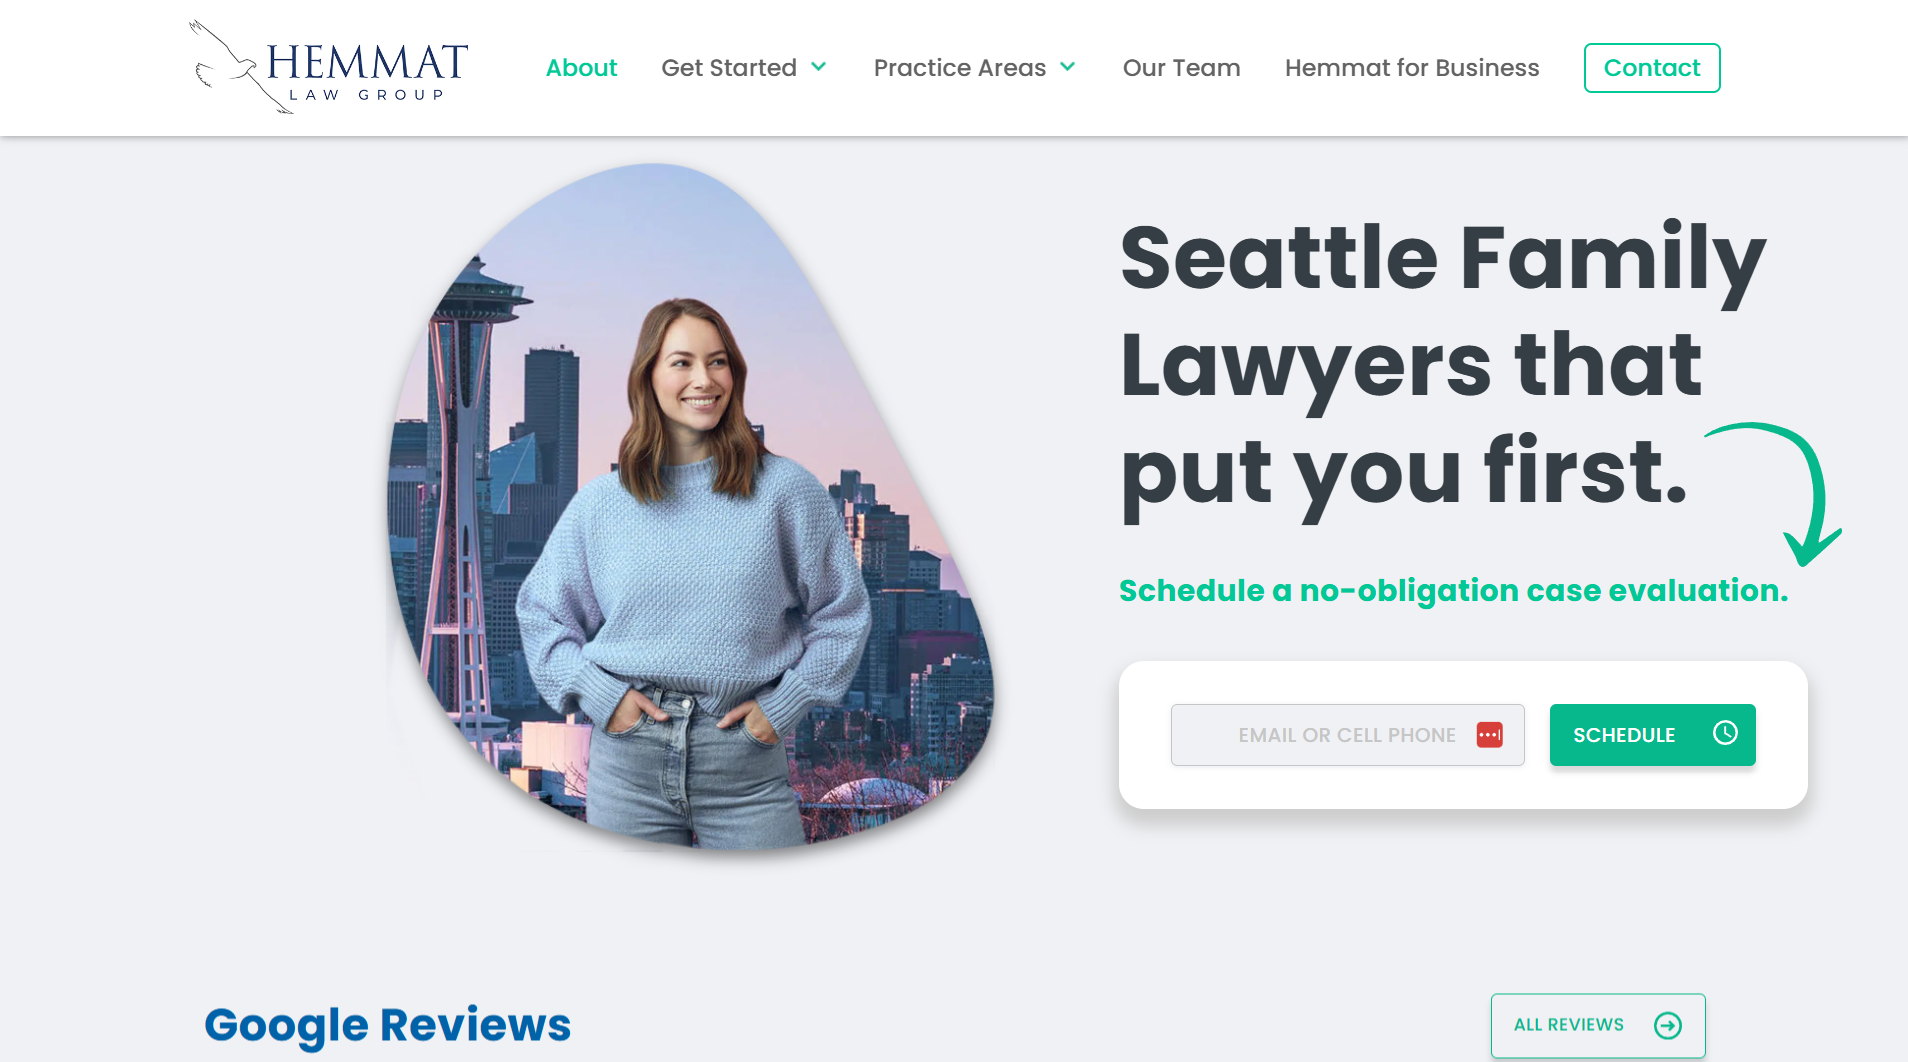 HEMMAT
LAW GROUP
About
Get Started
Practice Areas
Our Team
Hemmat for Business
Contact
Seattle Family
Lawyers that
put you first.
Schedule a no-obligation case evaluation.
EMAIL OR CELL PHONE
SCHEDULE
Google Reviews
ALL REVIEWS